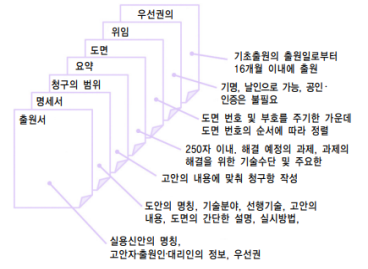 우선권의
위임
도면
요약
청구의 범위
명세서
출원서
기초출원의 출원일로부터
16개월 이내에 출원
기명, 날인으로 가능, 공인·
인증은 불필요
도면 번호 및 부호를 주기한 가운데
도면 번호의 순서에 따라 정렬
250자 이내, 해결 예정의 과제, 과제의
해결을 위한 기술수단 및 주요한
고안의 내용에 맞춰 청구항 작성
도안의 명칭, 기술분야, 선행기술, 고안의
내용, 도면의 간단한 설명, 실시방법,
실용신안의 명칭,
고안자·출원인·대리인의 정보, 우선권